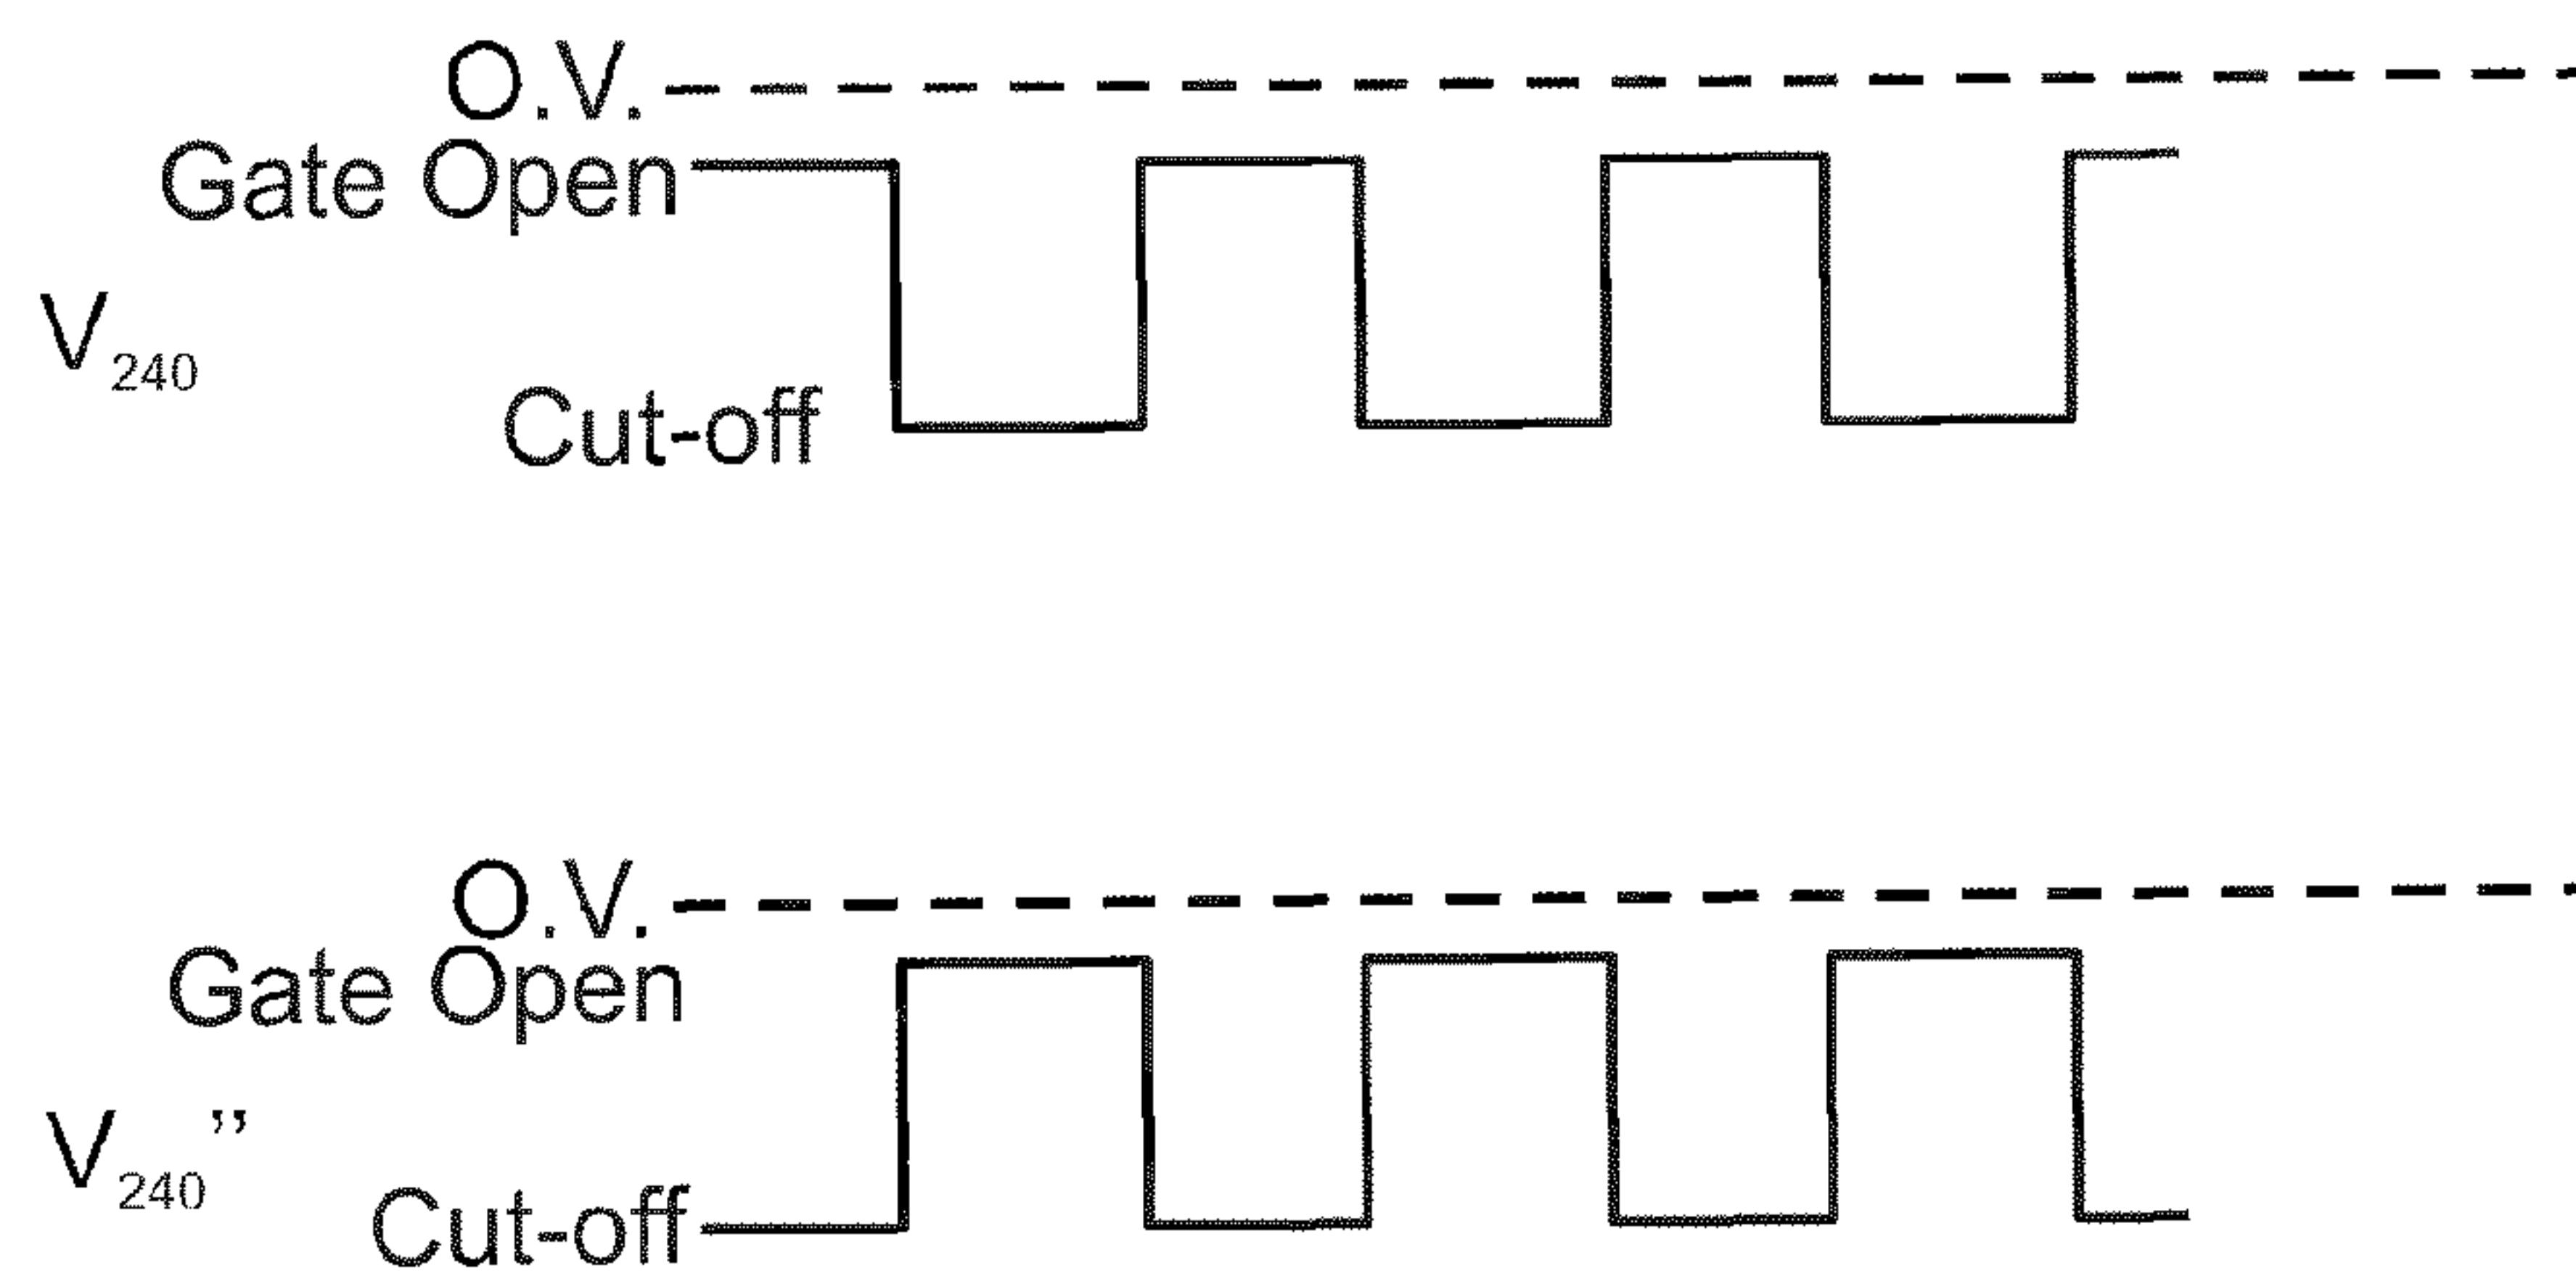 O.V.
Gate Open
V240
Cut-off
O.V.
Gate Open
V240”
Cut-off